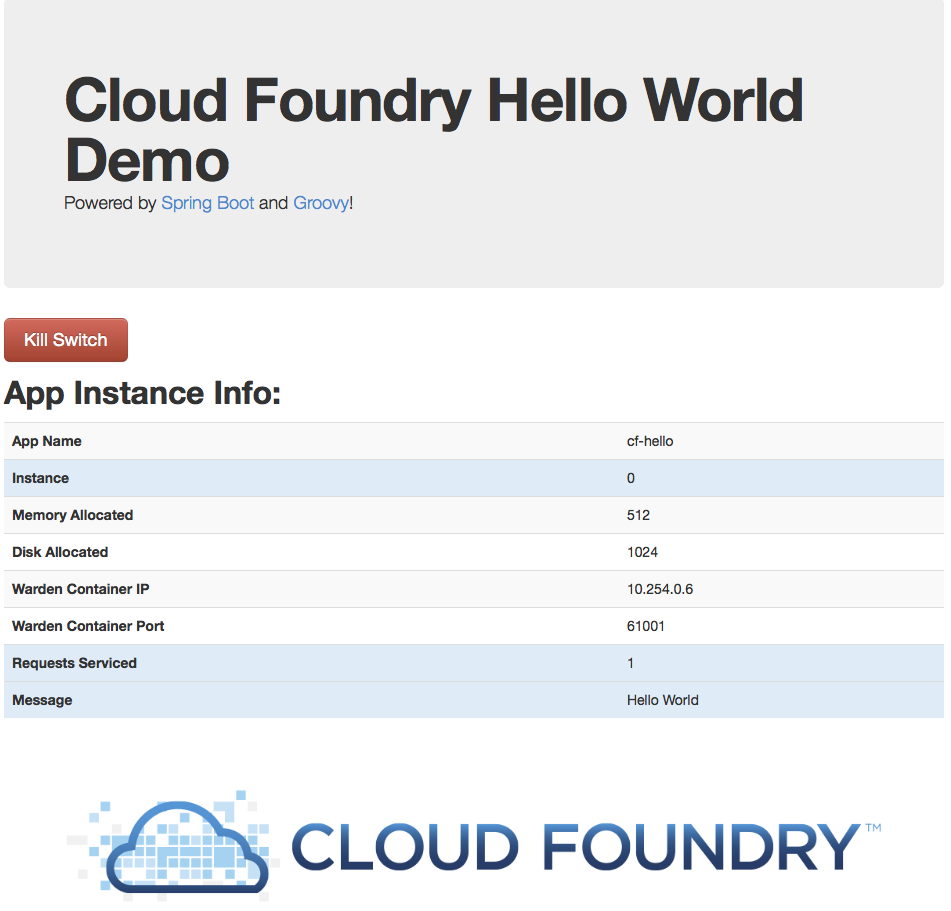 Cloud Foundry Hello World
Demo
Powered by Spring Boot and Groovy!
Kill Switch
App Instance Info:
App Name cf-hello
Instance 0
Memory Allocated 512
Disk Allocated 1024
Warden Container IP 10.254.0.6
Warden Container Port 61001
Requests Serviced 1
Message Hello World
CLOUD FOUNDRY™